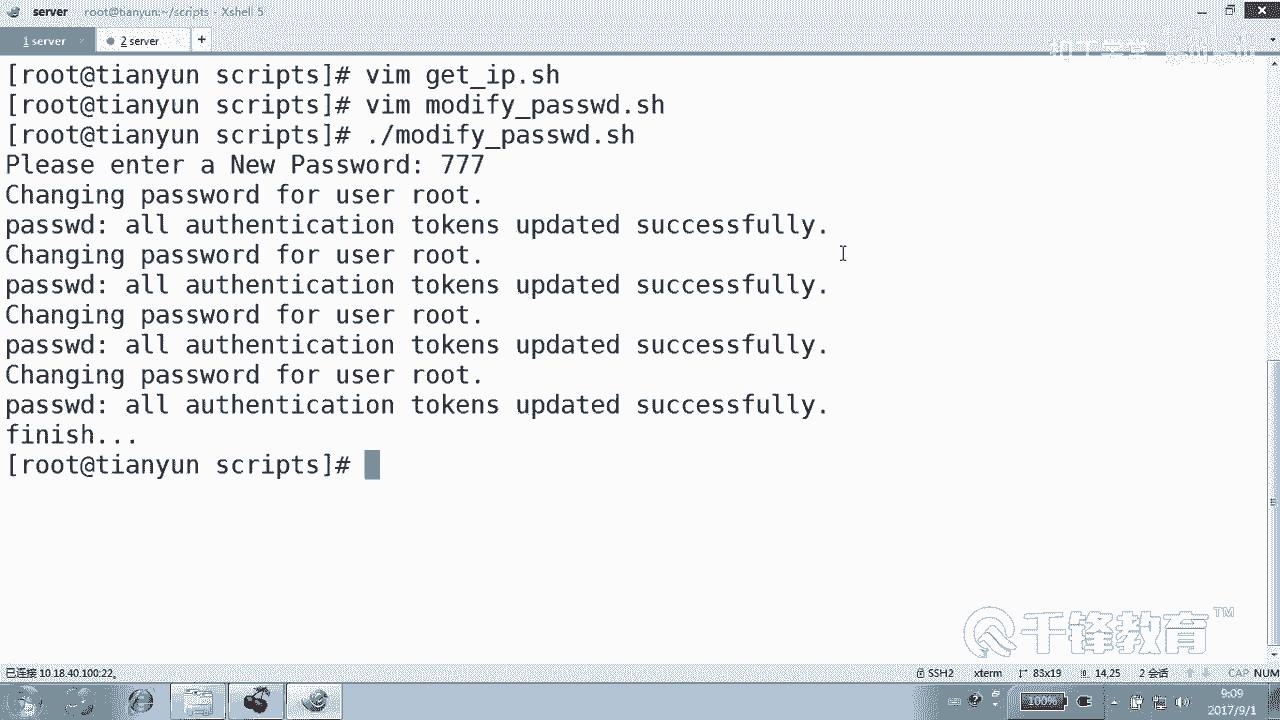 server root@tianyun:~/scripts - Xshell 5
1 server 2 server +
[root@tianyun scripts]# vim get_ip.sh
[root@tianyun scripts]# vim modify_passwd.sh
[root@tianyun scripts]# ./modify_passwd.sh
Please enter a New Password: 777
Changing password for user root.
passwd: all authentication tokens updated successfully.
Changing password for user root.
passwd: all authentication tokens updated successfully.
Changing password for user root.
passwd: all authentication tokens updated successfully.
Changing password for user root.
passwd: all authentication tokens updated successfully.
finish...
[root@tianyun scripts]#
千锋教育™
已连接 10.18.40.100:22。 SSH2 xterm 83x19 14,25 2 会话 CAP NUM
100% 9:09
2017/9/1